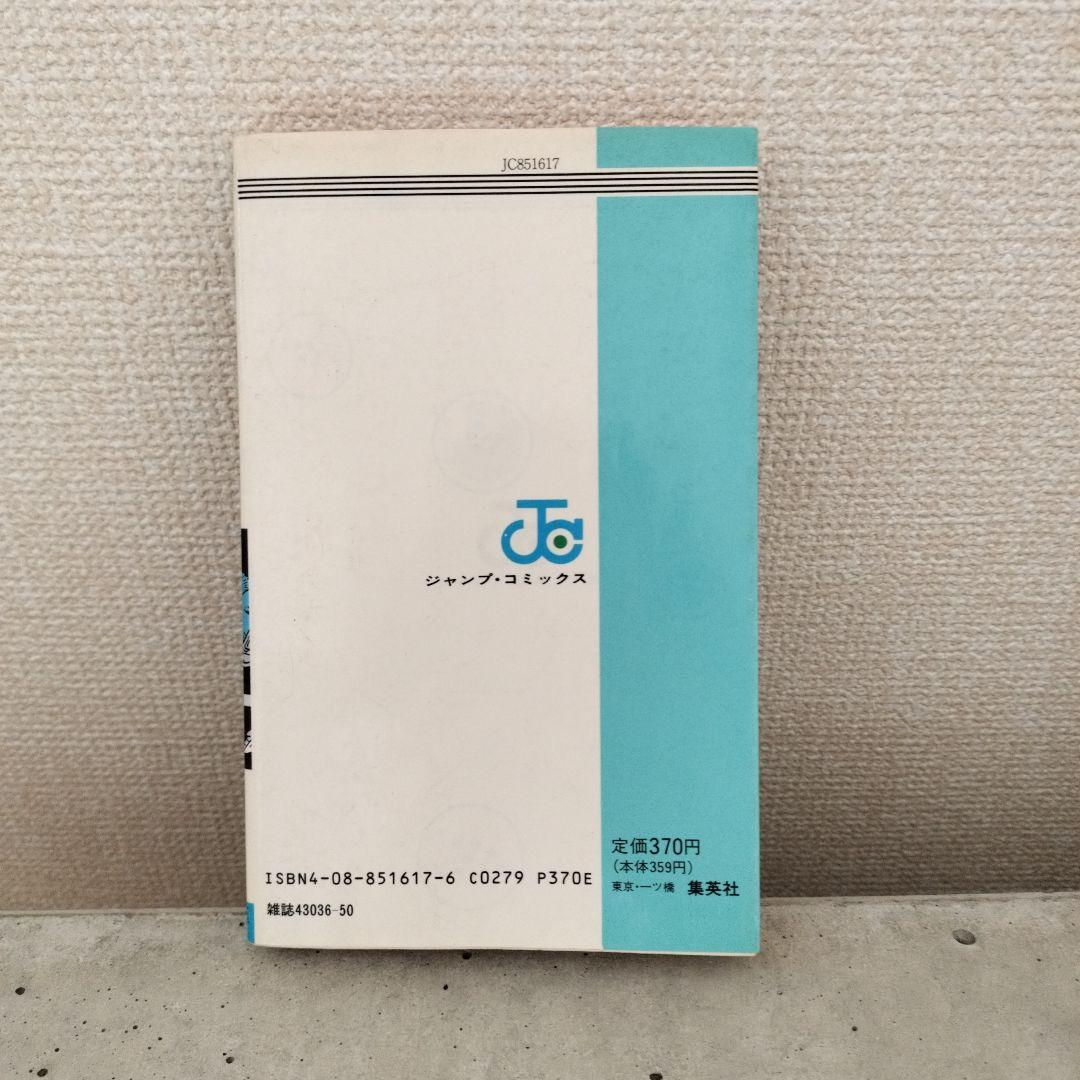 JC851617
JC
ジャンプ・コミックス
定価370円
(本体359円)
東京・一ツ橋 集英社
ISBN4-08-851617-6 C0279 P370E
雑誌43036-50